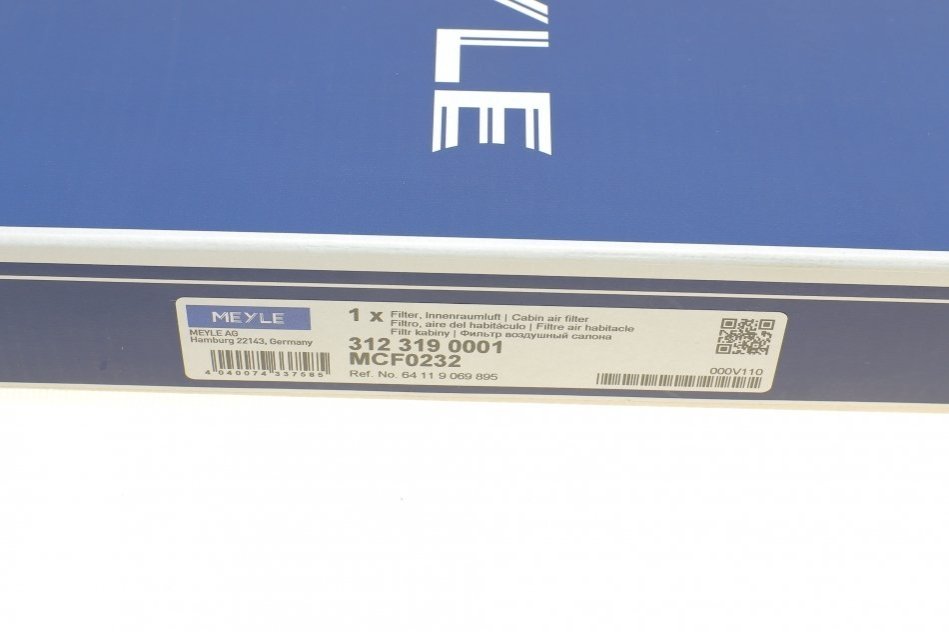 YLE
MEYLE
MEYLE AG
Hamburg 22143, Germany
4 040074 337585
1 x Filter, Innenraumluft | Cabin air filter
Filtro, aire del habitáculo | Filtre air habitacle
Filtr kabiny | Фильтр воздушный салона
312 319 0001
MCF0232
Ref. No. 64 11 9 069 895
000V110